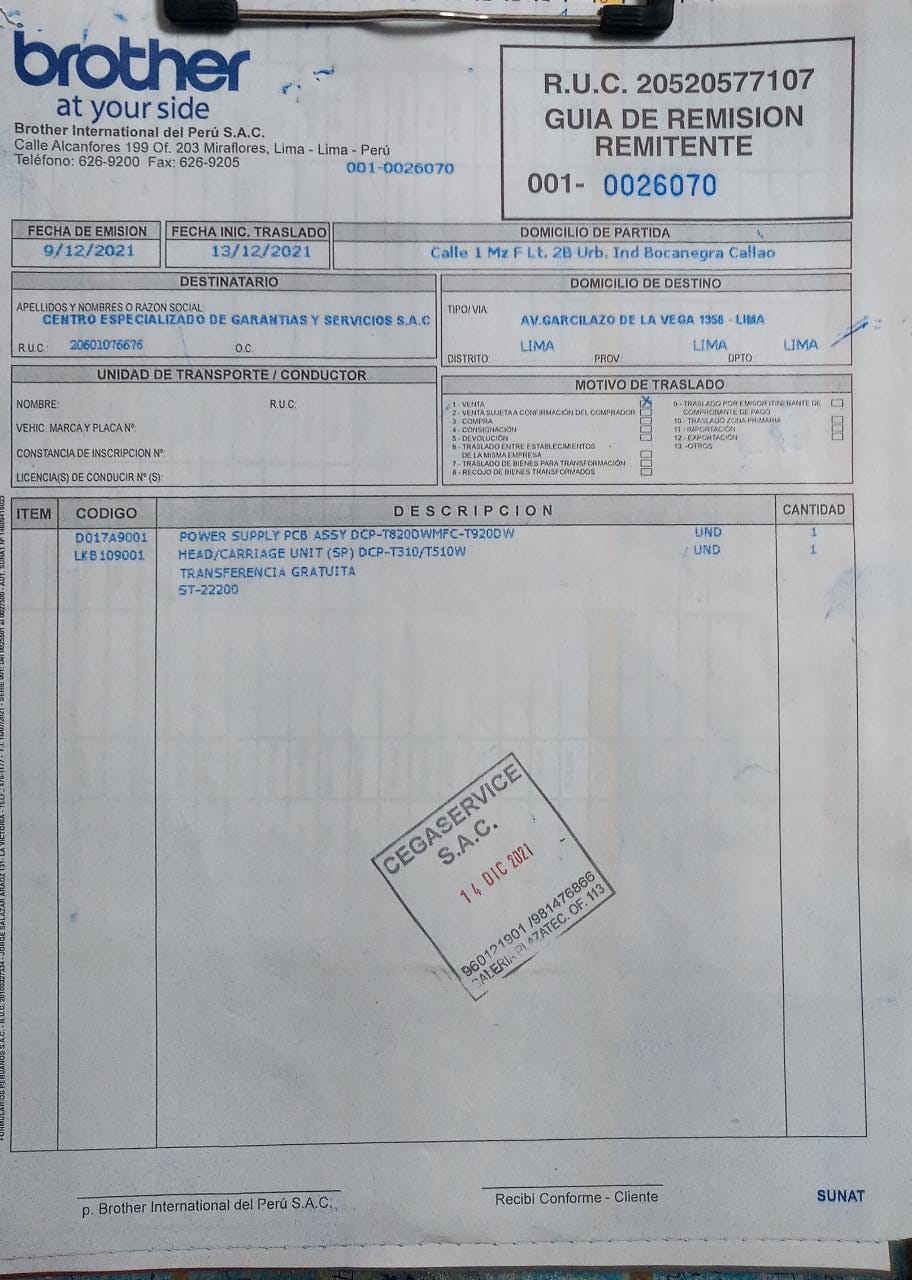 brother
at your side
Brother International del Perú S.A.C.
Calle Alcanfores 199 Of. 203 Miraflores, Lima - Lima - Perú
Teléfono: 626-9200 Fax: 626-9205
001-0026070
R.U.C. 20520577107
GUIA DE REMISION
REMITENTE
001- 0026070
FECHA DE EMISION
9/12/2021
FECHA INIC. TRASLADO
13/12/2021
DOMICILIO DE PARTIDA
Calle 1 Mz F Lt. 2B Urb. Ind Bocanegra Callao
DESTINATARIO
APELLIDOS Y NOMBRES O RAZON SOCIAL:
CENTRO ESPECIALIZADO DE GARANTIAS Y SERVICIOS S.A.C
R.U.C.: 20601076676 O.C.
DOMICILIO DE DESTINO
TIPO/VIA: AV.GARCILAZO DE LA VEGA 1358 - LIMA
LIMA LIMA LIMA
DISTRITO: PROV.: DPTO.:
UNIDAD DE TRANSPORTE / CONDUCTOR
NOMBRE: R.U.C.:
VEHIC. MARCA Y PLACA Nº:
CONSTANCIA DE INSCRIPCION Nº:
LICENCIA(S) DE CONDUCIR Nº (S):
MOTIVO DE TRASLADO
1 - VENTA X
2 - VENTA SUJETA A CONFIRMACIÓN DEL COMPRADOR
3 - COMPRA
4 - CONSIGNACIÓN
5 - DEVOLUCIÓN
6 - TRASLADO ENTRE ESTABLECIMIENTOS
DE LA MISMA EMPRESA
7 - TRASLADO DE BIENES PARA TRANSFORMACIÓN
8 - RECOJO DE BIENES TRANSFORMADOS
9 - TRASLADO POR EMISOR ITINERANTE DE
COMPROBANTE DE PAGO
10 - TRASLADO ZONA PRIMARIA
11 - IMPORTACIÓN
12 - EXPORTACIÓN
13 - OTROS
ITEM CODIGO DESCRIPCION CANTIDAD
D017A9001 POWER SUPPLY PCB ASSY DCP-T820DWMFC-T920DW UND 1
LKB109001 HEAD/CARRIAGE UNIT (SP) DCP-T310/T510W UND 1
TRANSFERENCIA GRATUITA
ST-22200
CEGASERVICE
S.A.C.
14 DIC 2021
960121901 /981476866
GALERIA PLAZATEC. OF. 113
p. Brother International del Perú S.A.C.
Recibí Conforme - Cliente
SUNAT